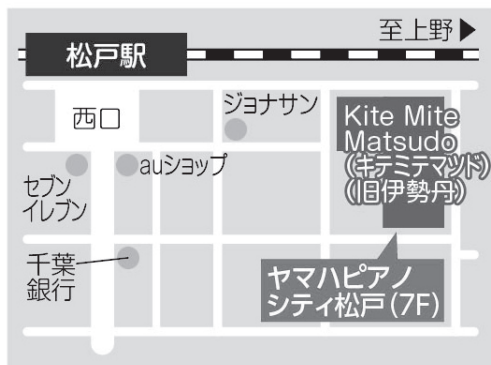 至上野▶
松戸駅
西口
ジョナサン
Kite Mite
Matsudo
(キテミテマツド)
(旧伊勢丹)
auショップ
セブン
イレブン
千葉
銀行
ヤマハピアノ
シティ松戸(7F)